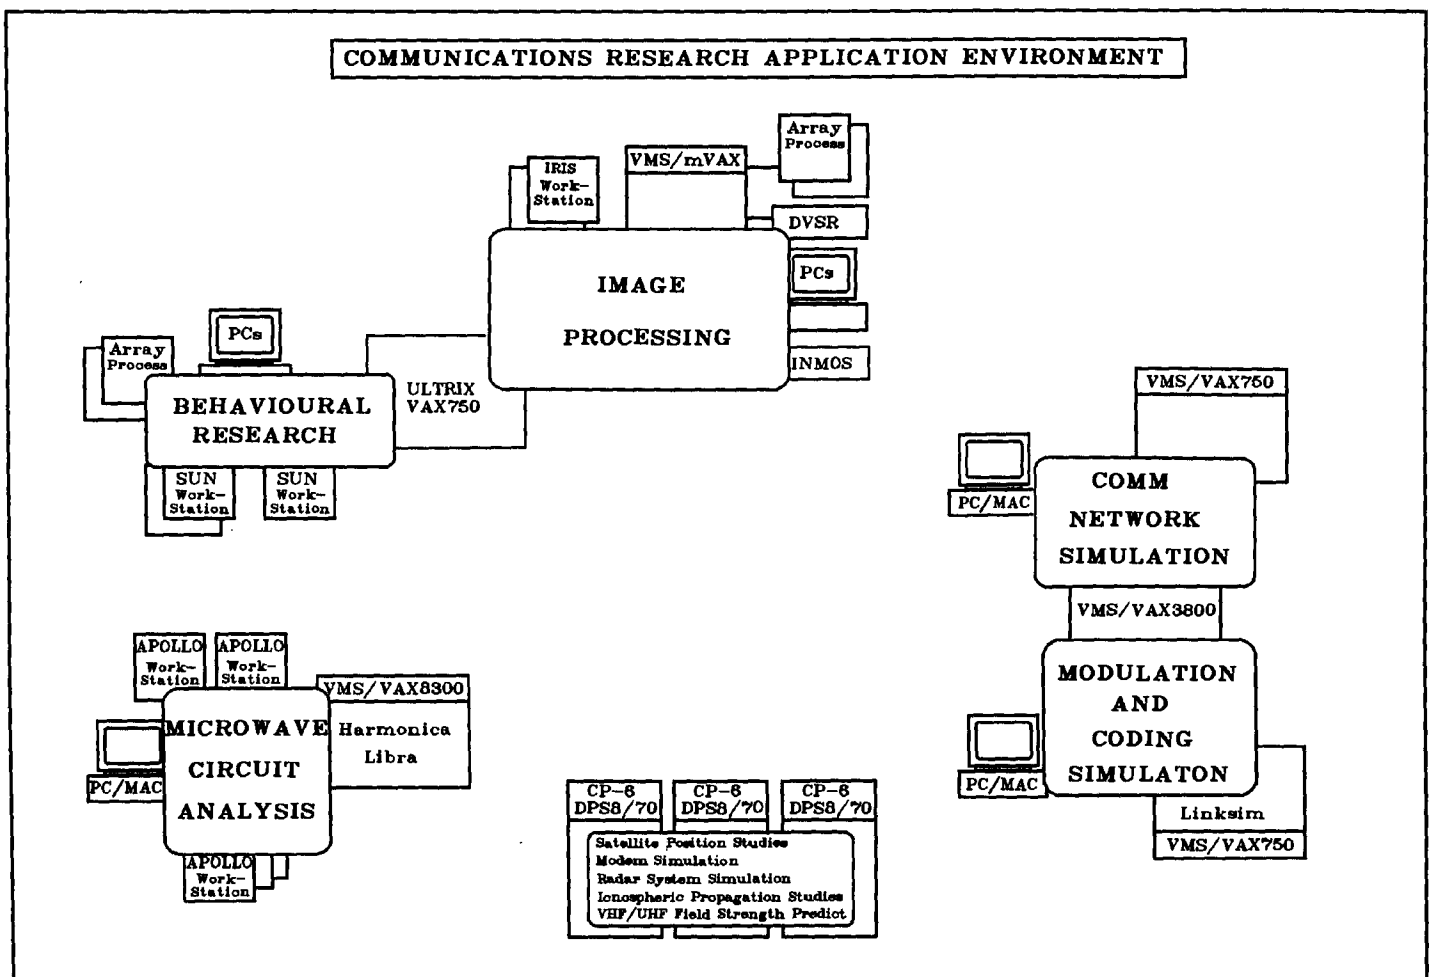 COMMUNICATIONS RESEARCH APPLICATION ENVIRONMENT
IRIS
Work-
Station
VMS/mVAX
Array
Process
DVSR
PCs
INMOS
IMAGE
PROCESSING
PCs
Array
Process
BEHAVIOURAL
RESEARCH
ULTRIX
VAX750
SUN
Work-
Station
SUN
Work-
Station
VMS/VAX750
PC/MAC
COMM
NETWORK
SIMULATION
VMS/VAX3800
MODULATION
AND
CODING
SIMULATON
PC/MAC
Linksim
VMS/VAX750
APOLLO
Work-
Station
APOLLO
Work-
Station
VMS/VAX8300
Harmonica
Libra
PC/MAC
MICROWAVE
CIRCUIT
ANALYSIS
APOLLO
Work-
Station
CP-6
DPS8/70
CP-6
DPS8/70
CP-6
DPS8/70
Satellite Position Studies
Modem Simulation
Radar System Simulation
Ionospheric Propagation Studies
VHF/UHF Field Strength Predict